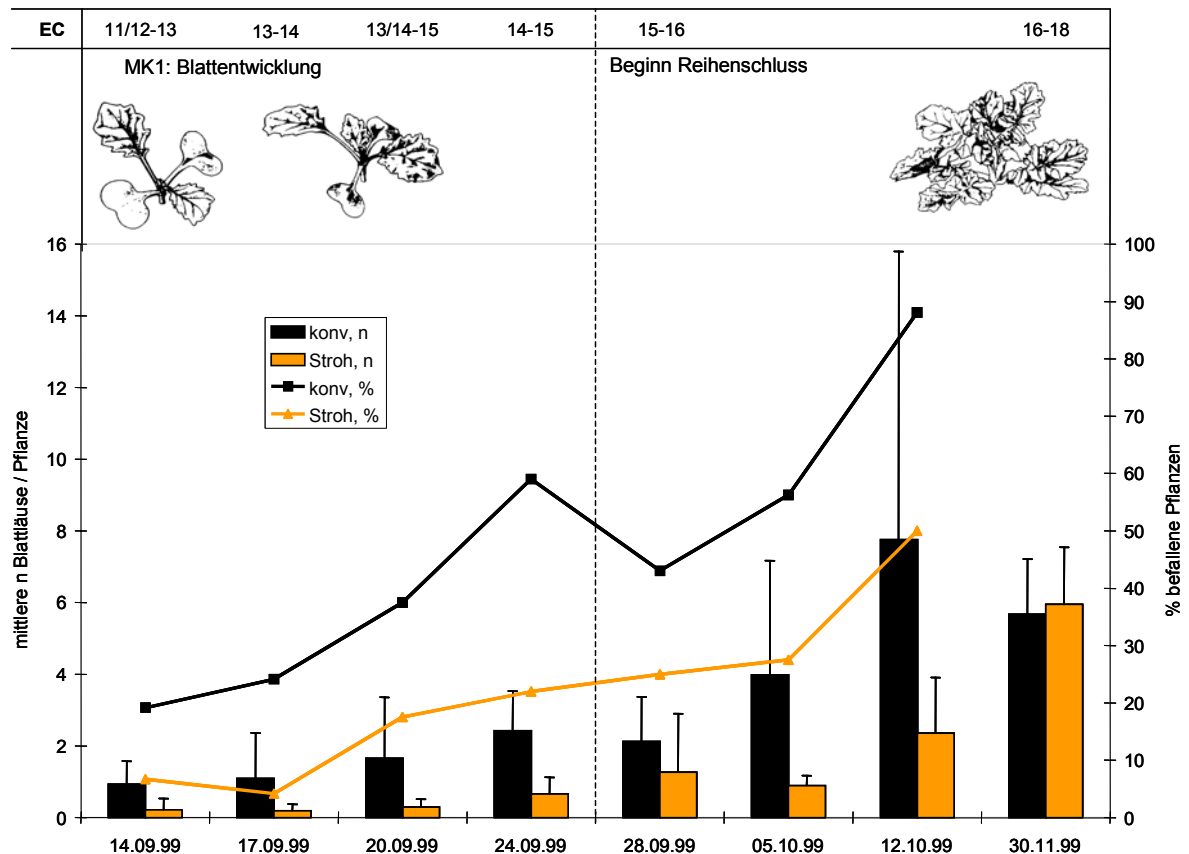 EC 11/12-13 13-14 13/14-15 14-15 15-16 16-18
MK1: Blattentwicklung Beginn Reihenschluss
16 100
90
14
80
12
70
10
60
8 50
40
6
30
4
20
2
10
0 0
konv, n
Stroh, n
konv, %
Stroh, %
mittlere n Blattläuse / Pflanze
% befallene Pflanzen
14.09.99 17.09.99 20.09.99 24.09.99 28.09.99 05.10.99 12.10.99 30.11.99